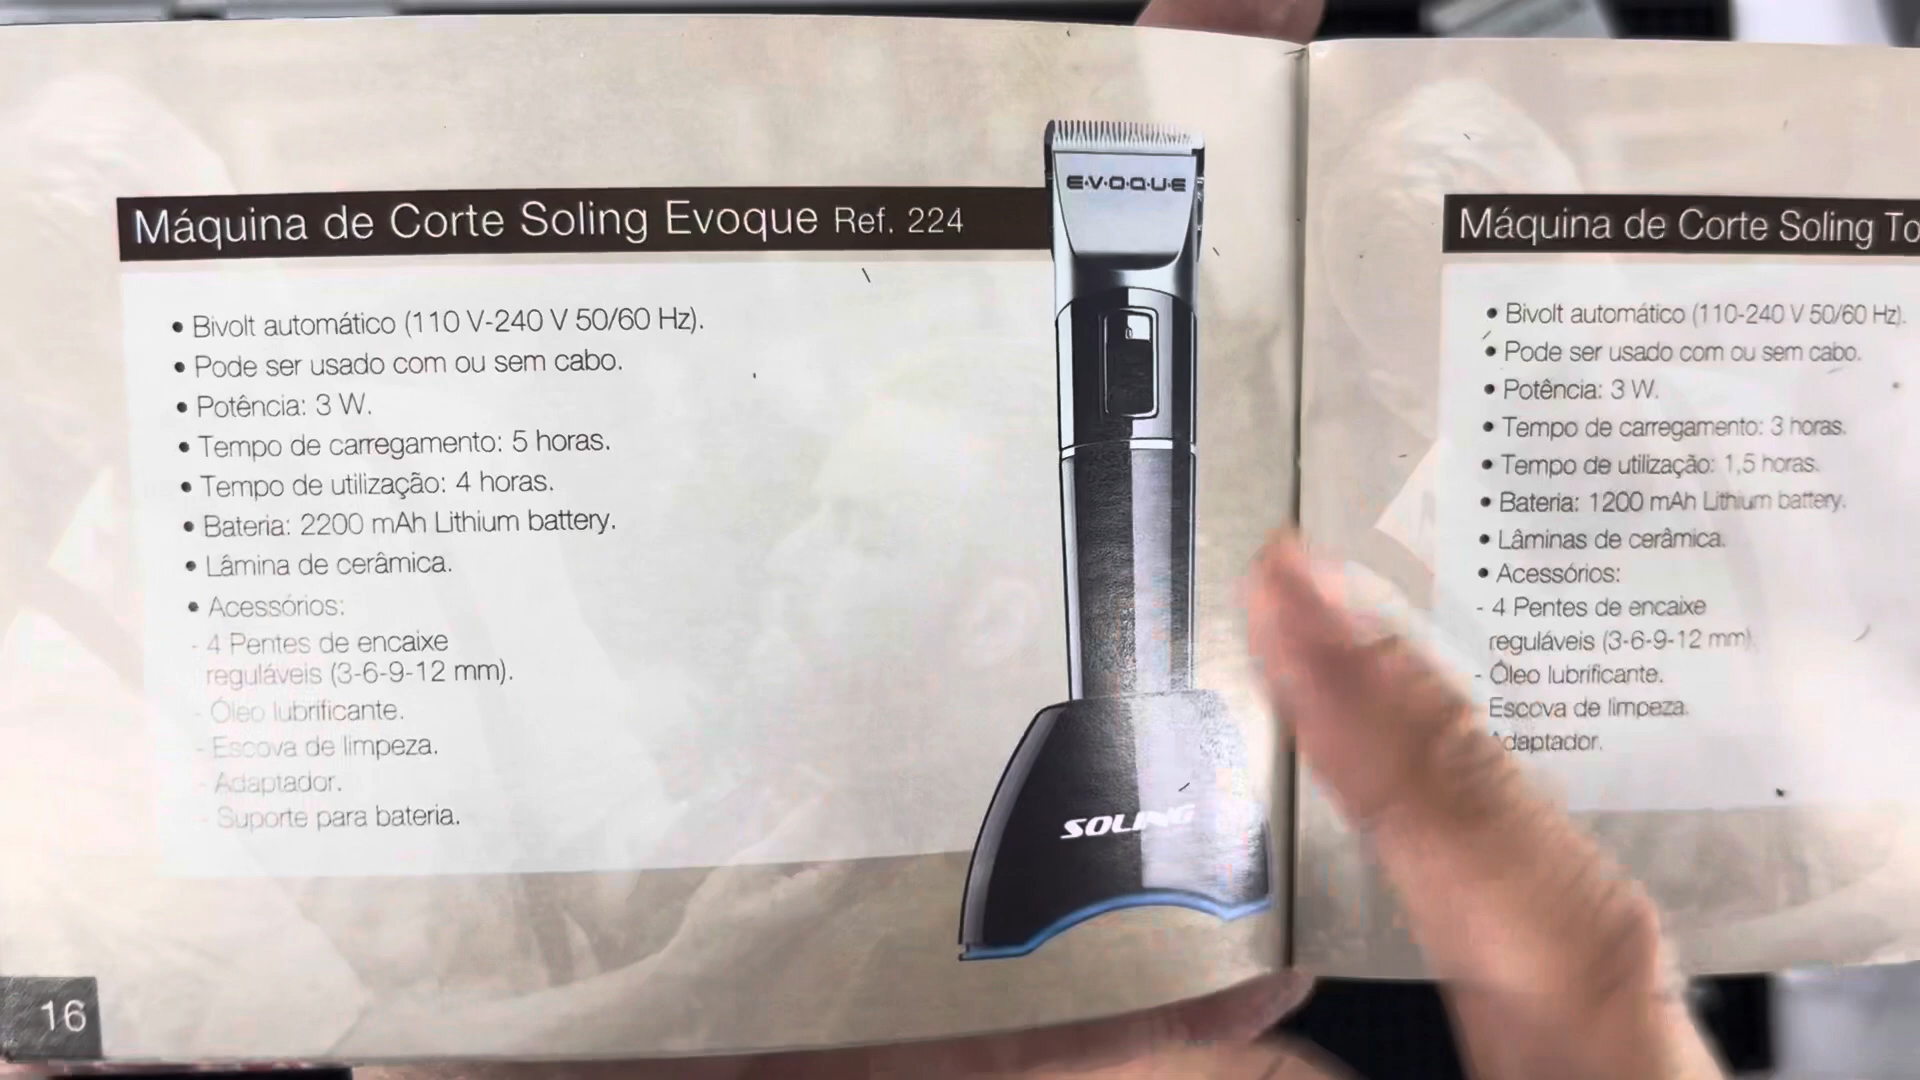 Máquina de Corte Soling Evoque Ref. 224
• Bivolt automático (110 V-240 V 50/60 Hz).
• Pode ser usado com ou sem cabo.
• Potência: 3 W.
• Tempo de carregamento: 5 horas.
• Tempo de utilização: 4 horas.
• Bateria: 2200 mAh Lithium battery.
• Lâmina de cerâmica.
• Acessórios:
- 4 Pentes de encaixe
reguláveis (3-6-9-12 mm).
- Óleo lubrificante.
- Escova de limpeza.
- Adaptador.
- Suporte para bateria.
E·V·O·Q·U·E
SOLING
16
Máquina de Corte Soling To
• Bivolt automático (110-240 V 50/60 Hz).
• Pode ser usado com ou sem cabo.
• Potência: 3 W.
• Tempo de carregamento: 3 horas.
• Tempo de utilização: 1,5 horas.
• Bateria: 1200 mAh Lithium battery.
• Lâminas de cerâmica.
• Acessórios:
- 4 Pentes de encaixe
reguláveis (3-6-9-12 mm)
- Óleo lubrificante.
Escova de limpeza.
Adaptador.